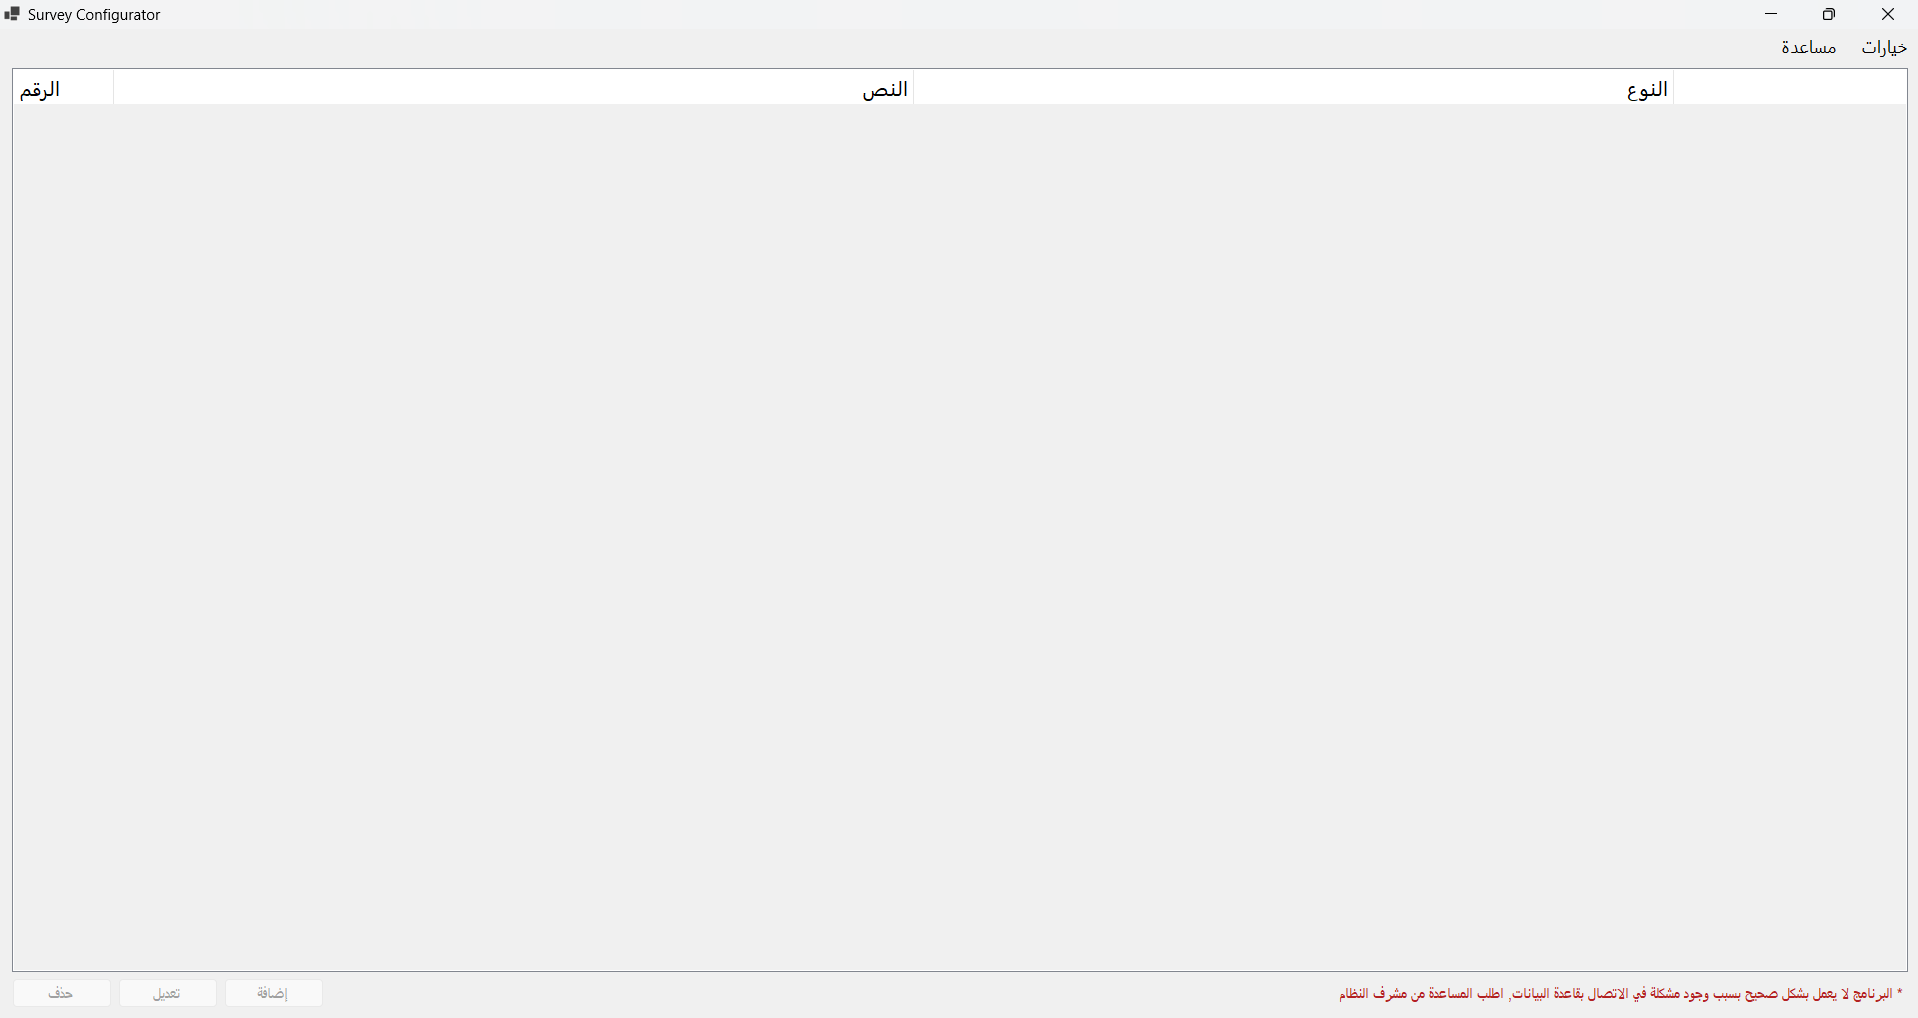 Survey Configurator
خيارات
مساعدة
الرقم
النص
النوع
حذف
تعديل
إضافة
* البرنامج لا يعمل بشكل صحيح بسبب وجود مشكلة في الاتصال بقاعدة البيانات, اطلب المساعدة من مشرف النظام